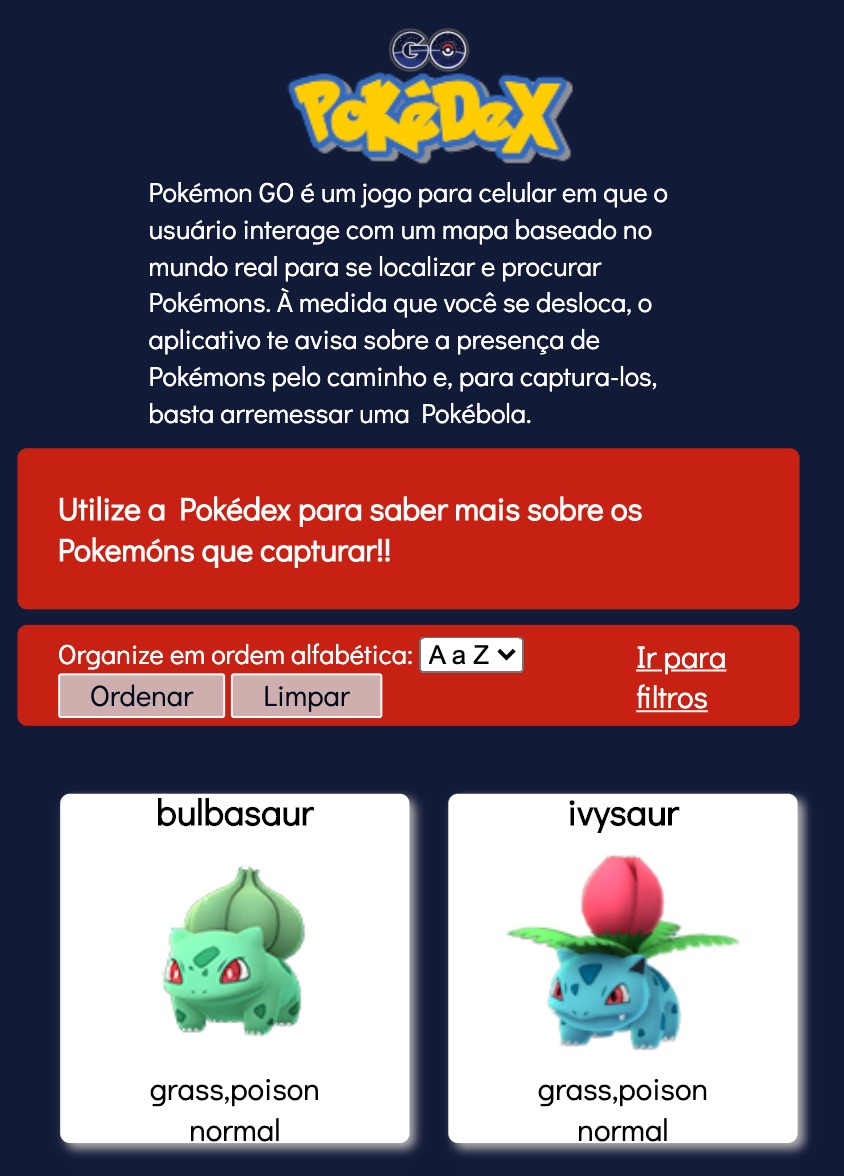 GO
PoKéDeX
Pokémon GO é um jogo para celular em que o
usuário interage com um mapa baseado no
mundo real para se localizar e procurar
Pokémons. À medida que você se desloca, o
aplicativo te avisa sobre a presença de
Pokémons pelo caminho e, para captura-los,
basta arremessar uma  Pokébola.
Utilize a  Pokédex para saber mais sobre os
Pokemóns que capturar!!
Organize em ordem alfabética: A a Z
Ordenar Limpar
Ir para
filtros
bulbasaur
grass,poison
normal
ivysaur
grass,poison
normal